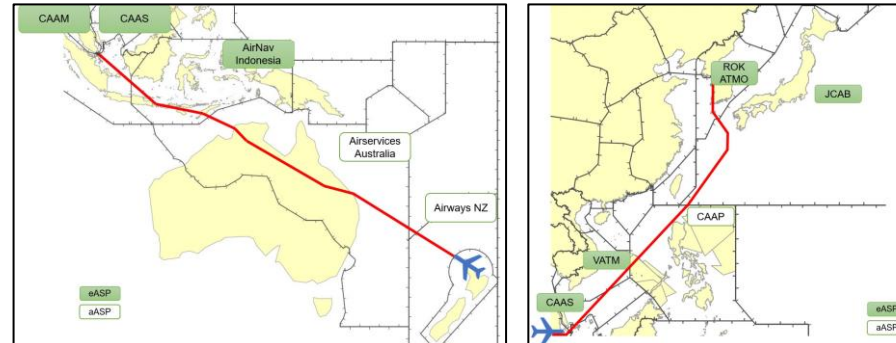 CAAM
CAAS
AirNav
Indonesia
Airservices
Australia
Airways NZ
eASP
aASP
ROK
ATMO
JCAB
CAAP
VATM
CAAS
eASP
aASP